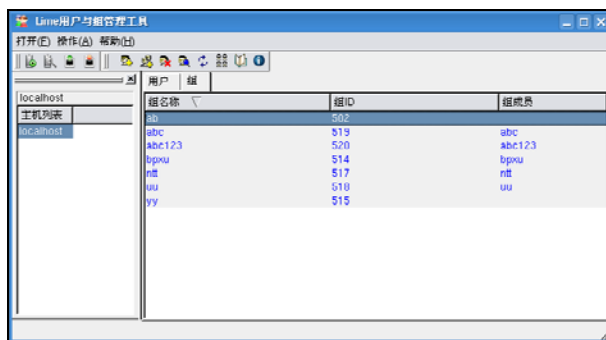 Lime用户与组管理工具
打开(E) 操作(A) 帮助(H)
用户 组
localhost
主机列表
localhost
组名称 组ID 组成员
ab 502
abc 519 abc
abc123 520 abc123
bpxu 514 bpxu
ntt 517 ntt
uu 518 uu
yy 515